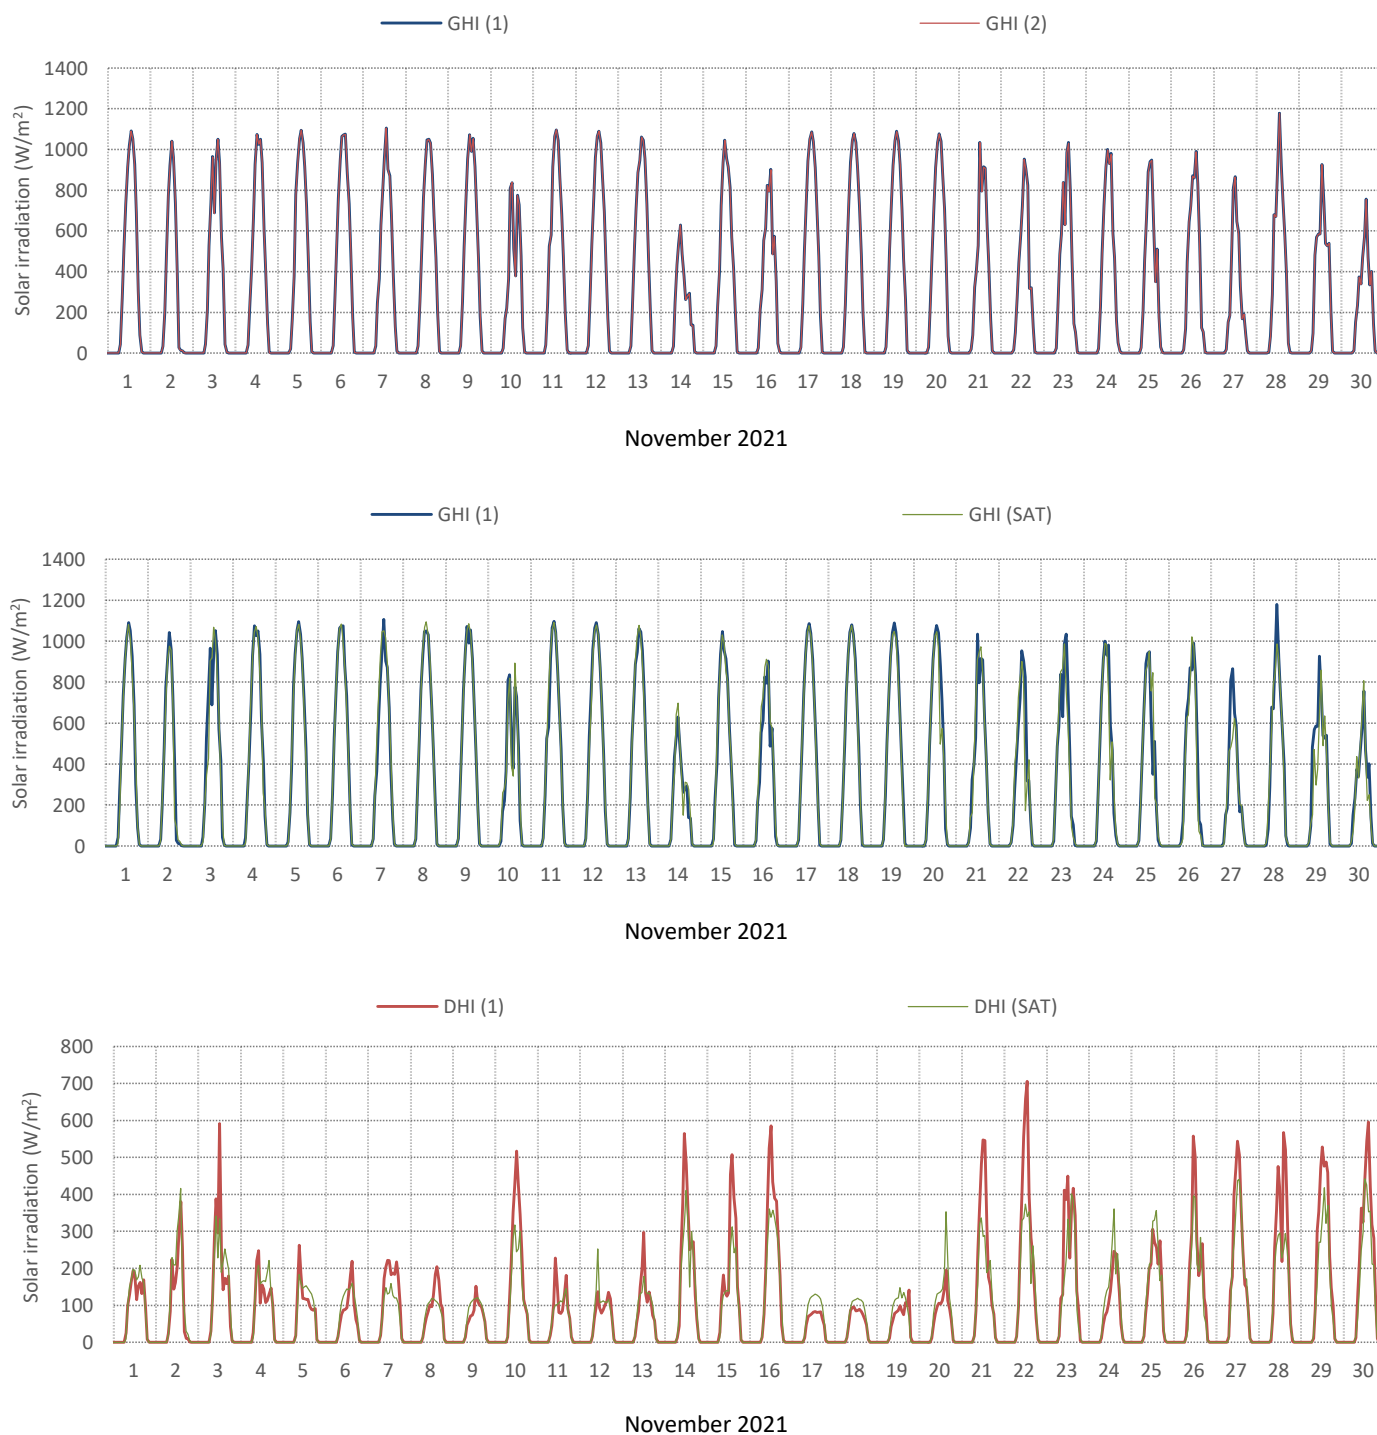 GHI (1) GHI (2)
Solar irradiation (W/m²)
1400
1200
1000
800
600
400
200
0
1 2 3 4 5 6 7 8 9 10 11 12 13 14 15 16 17 18 19 20 21 22 23 24 25 26 27 28 29 30
November 2021
GHI (1) GHI (SAT)
Solar irradiation (W/m²)
1400
1200
1000
800
600
400
200
0
1 2 3 4 5 6 7 8 9 10 11 12 13 14 15 16 17 18 19 20 21 22 23 24 25 26 27 28 29 30
November 2021
DHI (1) DHI (SAT)
Solar irradiation (W/m²)
800
700
600
500
400
300
200
100
0
1 2 3 4 5 6 7 8 9 10 11 12 13 14 15 16 17 18 19 20 21 22 23 24 25 26 27 28 29 30
November 2021